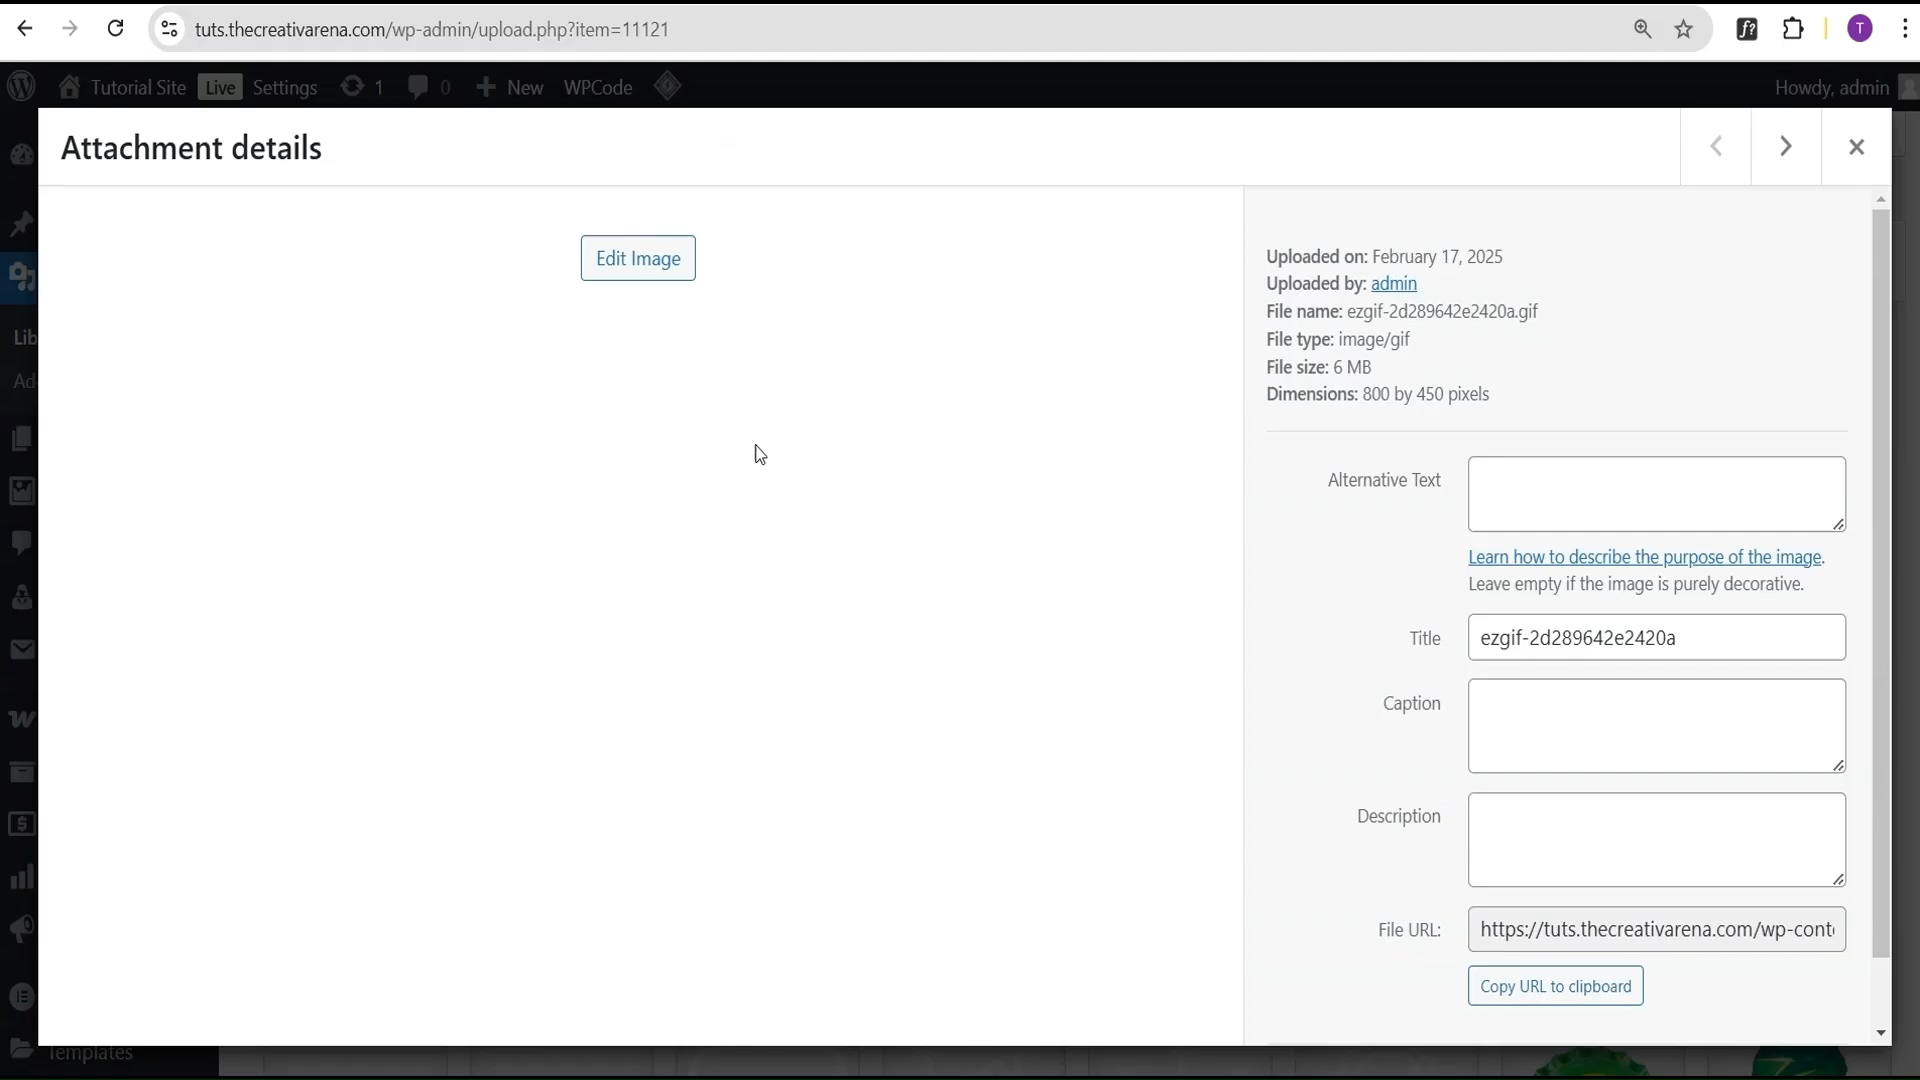 tuts.thecreativarena.com/wp-admin/upload.php?item=11121
T
Tutorial Site Live Settings 1 0 New WPCode Howdy, admin
Attachment details
Edit Image
Uploaded on: February 17, 2025
Uploaded by: admin
File name: ezgif-2d289642e2420a.gif
File type: image/gif
File size: 6 MB
Dimensions: 800 by 450 pixels
Alternative Text
Learn how to describe the purpose of the image.
Leave empty if the image is purely decorative.
Title ezgif-2d289642e2420a
Caption
Description
File URL: https://tuts.thecreativarena.com/wp-cont
Copy URL to clipboard
Lib
Ad
Templates